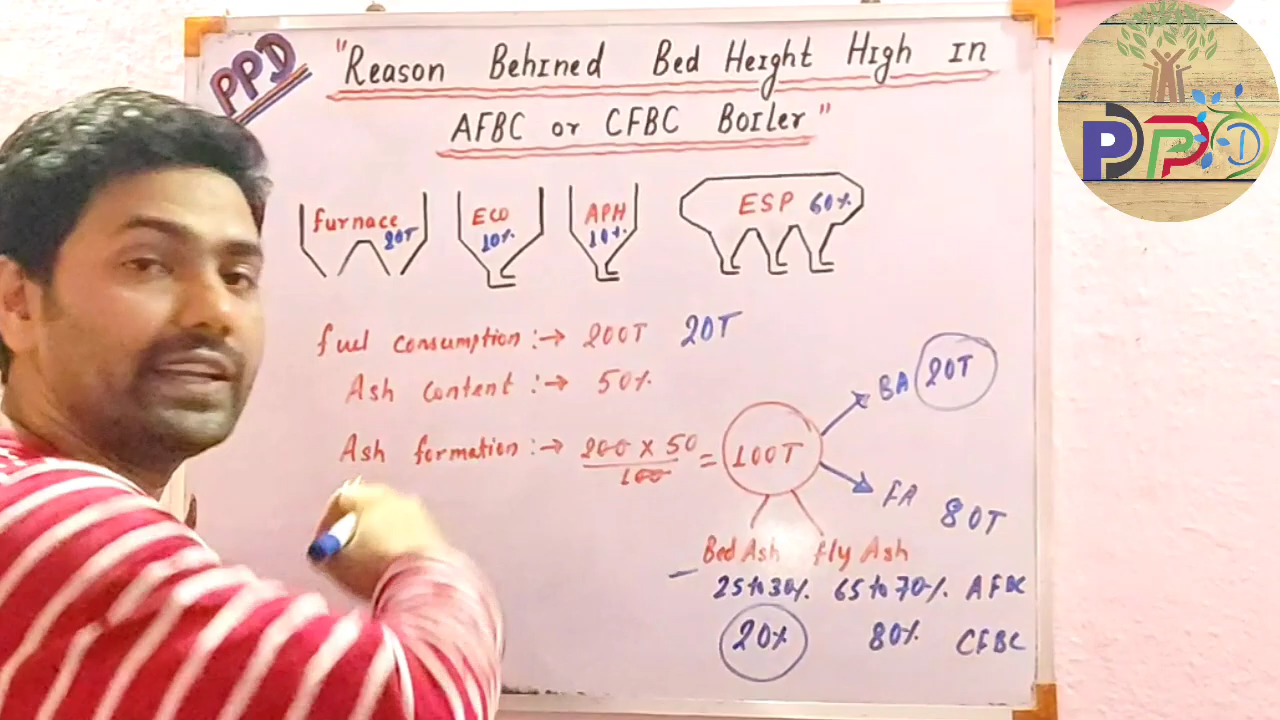 PPD
"Reason Behined Bed Height High In
AFBC or CFBC Boiler"
furnace
20T
ECO
10%
APH
10%
ESP 60%
fuel consumption :→ 200T 20T
Ash content :→ 50%
Ash formation :→ 200 x 50 / 100 = 100T
BA 20T
FA 80T
Bed Ash fly Ash
25 to 30% 65 to 70% AFBC
20% 80% CFBC
PPD